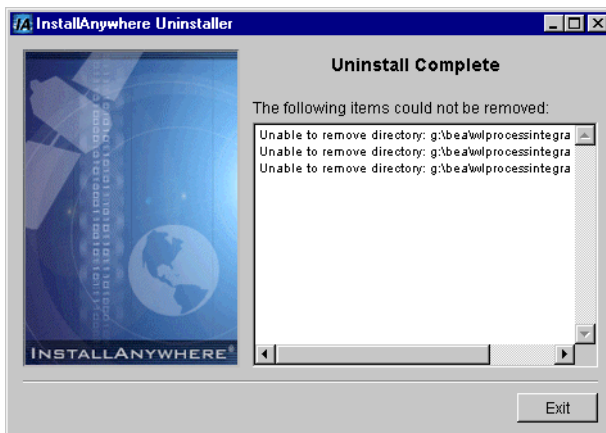 InstallAnywhere Uninstaller
Uninstall Complete
The following items could not be removed:
Unable to remove directory: g:\bea\wlprocessintegra
Unable to remove directory: g:\bea\wlprocessintegra
Unable to remove directory: g:\bea\wlprocessintegra
INSTALLANYWHERE®
Exit